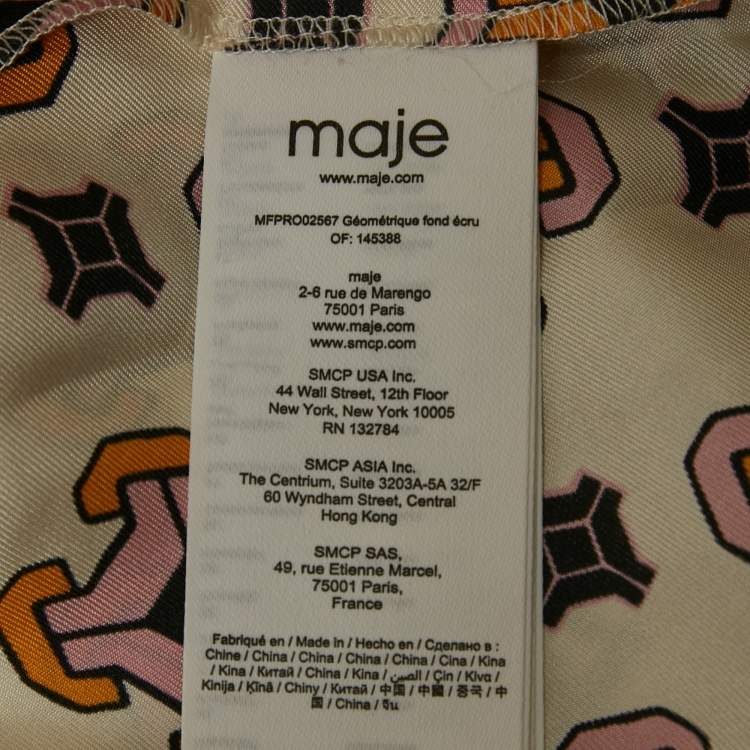 maje
www.maje.com
MFPRO02567 Géométrique fond écru
OF: 145388
maje
2-6 rue de Marengo
75001 Paris
www.maje.com
www.smcp.com
SMCP USA Inc.
44 Wall Street, 12th Floor
New York, New York 10005
RN 132784
SMCP ASIA Inc.
The Centrium, Suite 3203A-5A 32/F
60 Wyndham Street, Central
Hong Kong
SMCP SAS,
49, rue Etienne Marcel,
75001 Paris,
France
Fabriqué en / Made in / Hecho en / Сделано в :
Chine / China / China / China / China / Cina / Kina
/ Kina / Китай / China / Kina / الصين / Çin / Κίνα /
Kinija / Ķīnā / Chiny / Китай / 中国 / 中國 / 중국 / 中
国 / China / จีน